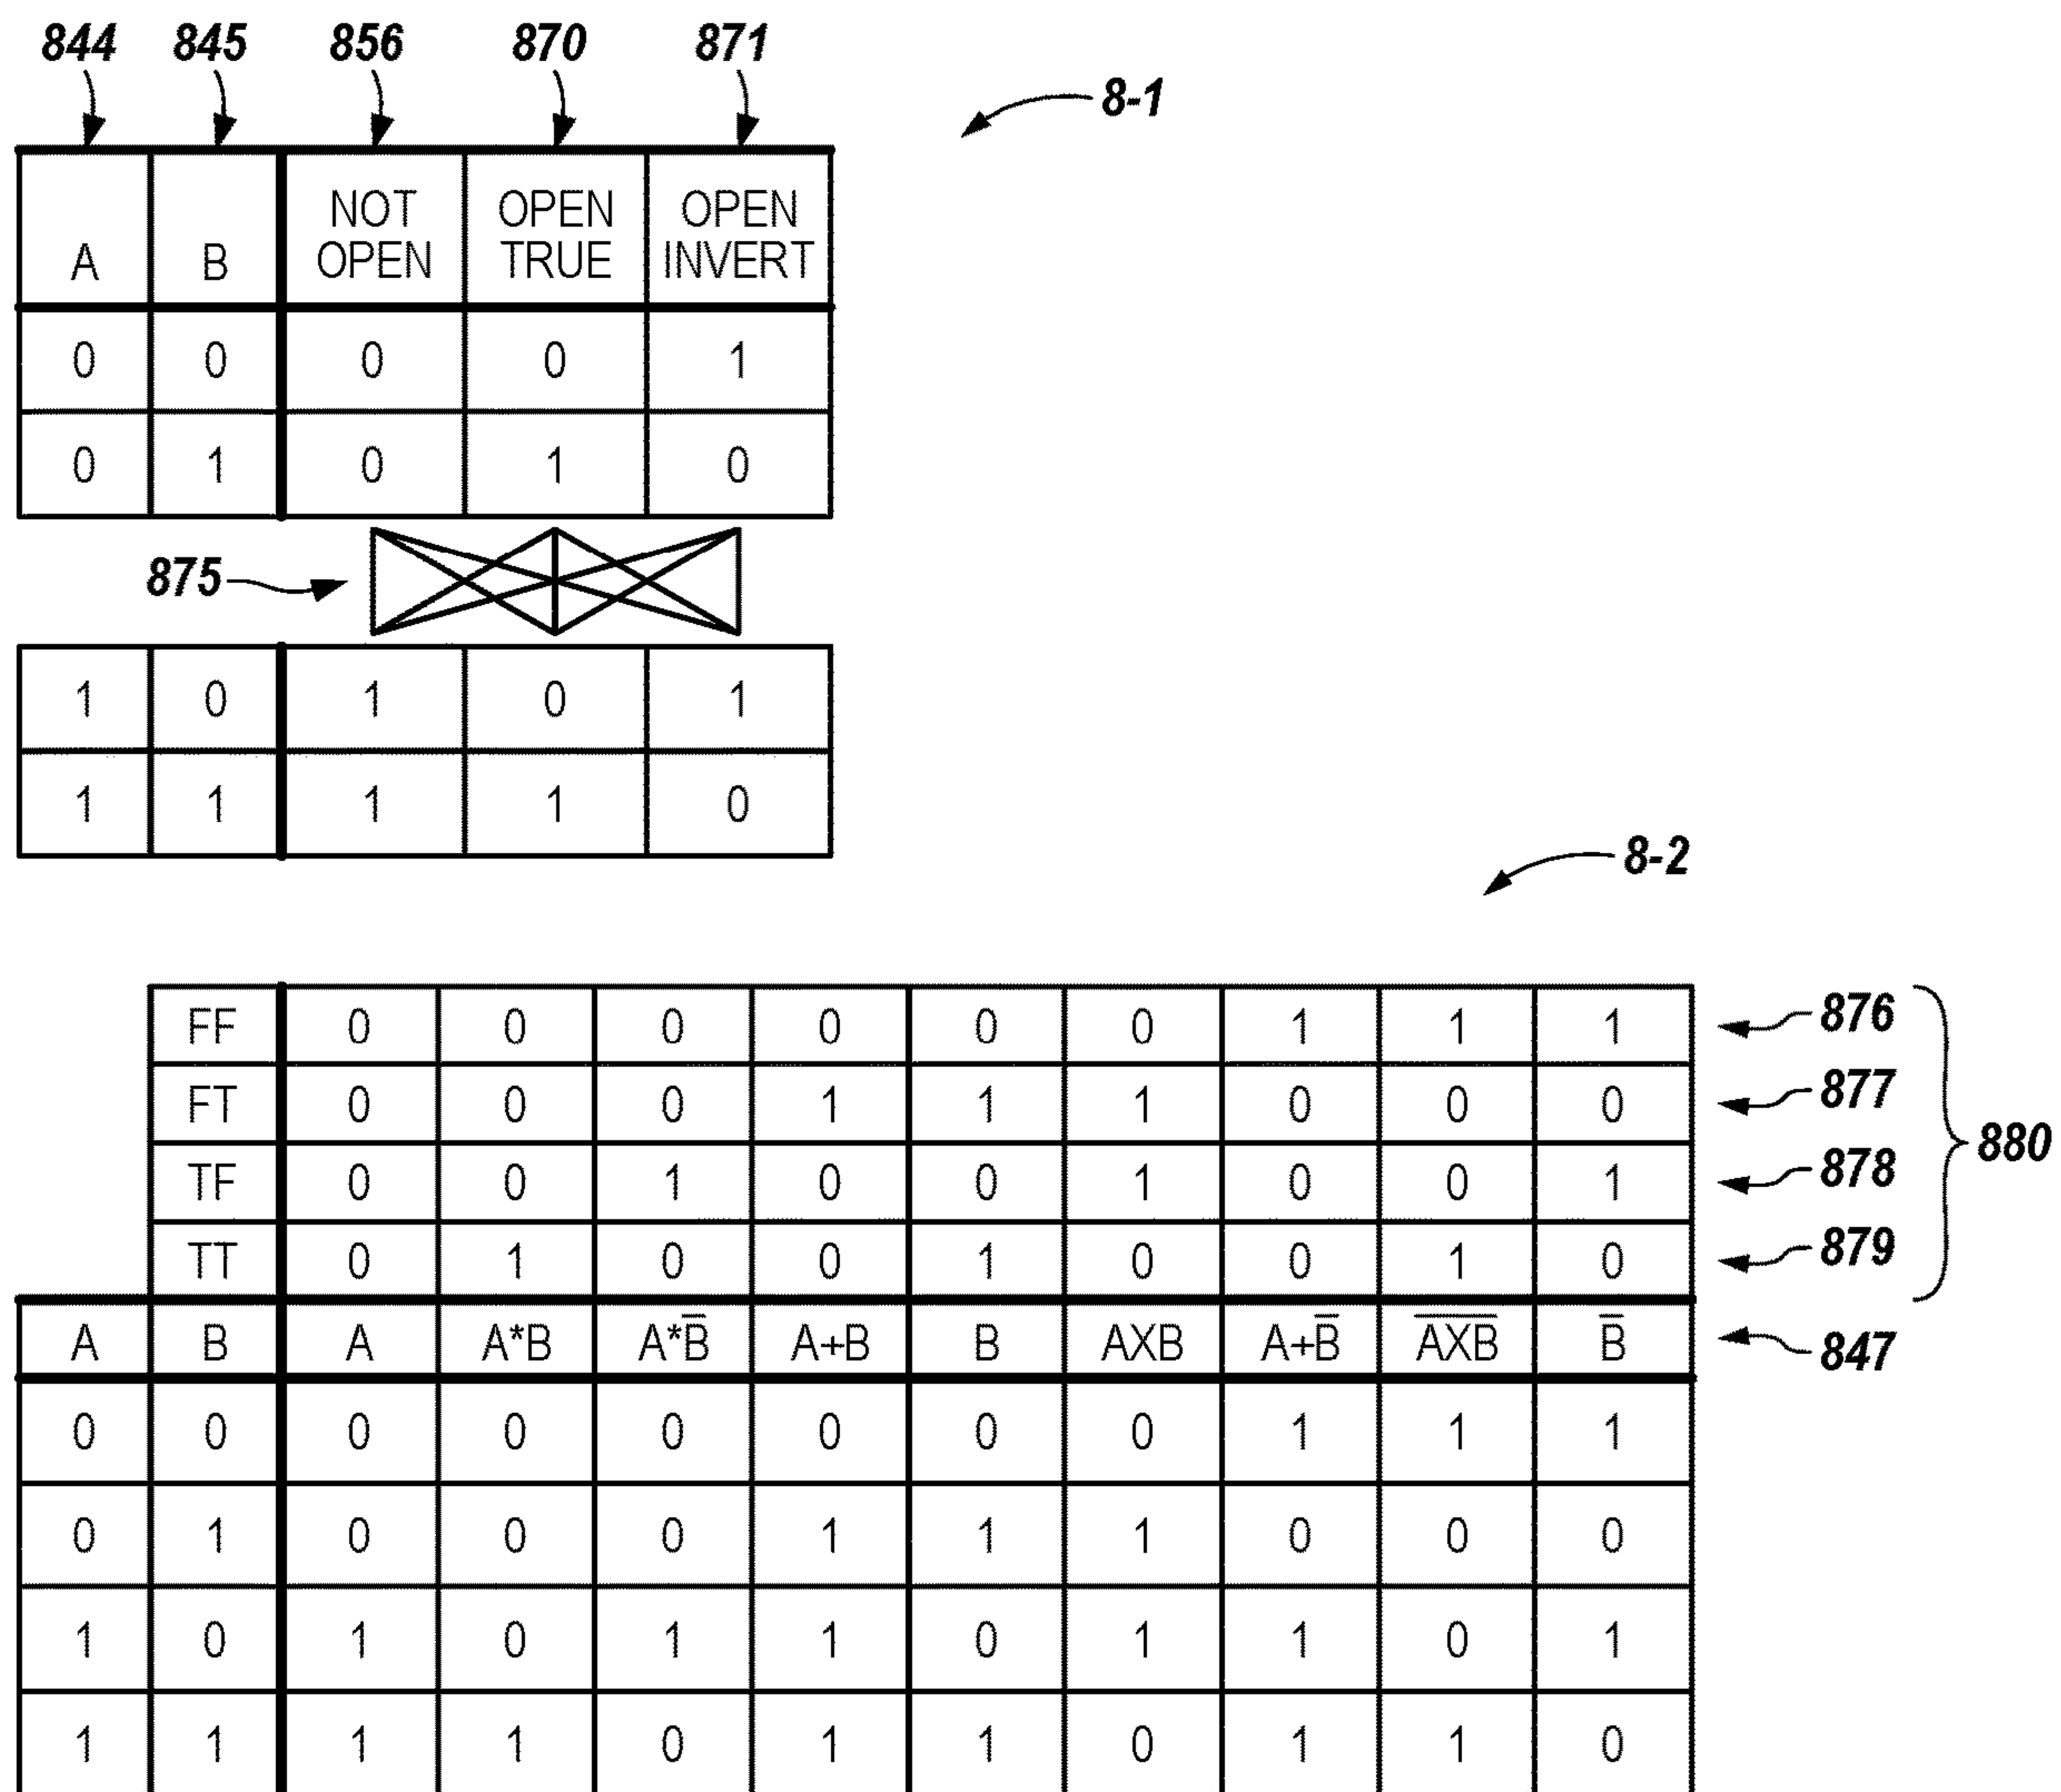 844 845 856 870 871
8-1
A B NOT OPEN OPEN TRUE OPEN INVERT
0 0 0 0 1
0 1 0 1 0
875
1 0 1 0 1
1 1 1 1 0
8-2
FF 0 0 0 0 0 0 1 1 1 876
FT 0 0 0 1 1 1 0 0 0 877
880
TF 0 0 1 0 0 1 0 0 1 878
TT 0 1 0 0 1 0 0 1 0 879
A B A A*B A*B̅ A+B B AXB A+B̅ A̅X̅B̅ B̅ 847
0 0 0 0 0 0 0 0 1 1 1
0 1 0 0 0 1 1 1 0 0 0
1 0 1 0 1 1 0 1 1 0 1
1 1 1 1 0 1 1 0 1 1 0